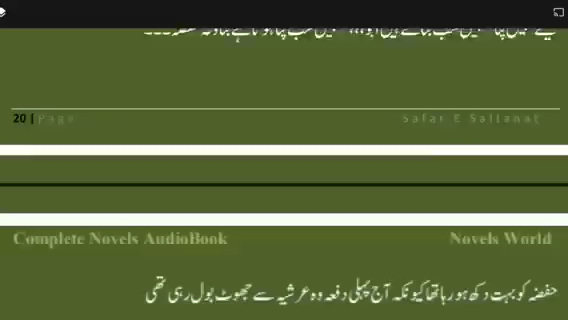 20 | Page
Safar E Saltanat
Complete Novels AudioBook
Novels World
حفضہ کو بہت دکھ ہو رہا تھا کیونکہ آج پہلی دفعہ وہ عرشیہ سے جھوٹ بول رہی تھی